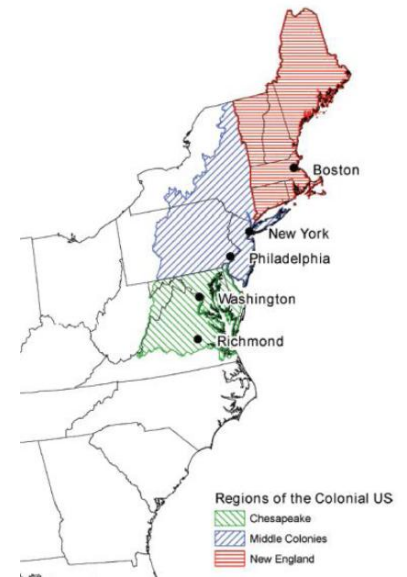 Boston
New York
Philadelphia
Washington
Richmond
Regions of the Colonial US
Chesapeake
Middle Colonies
New England